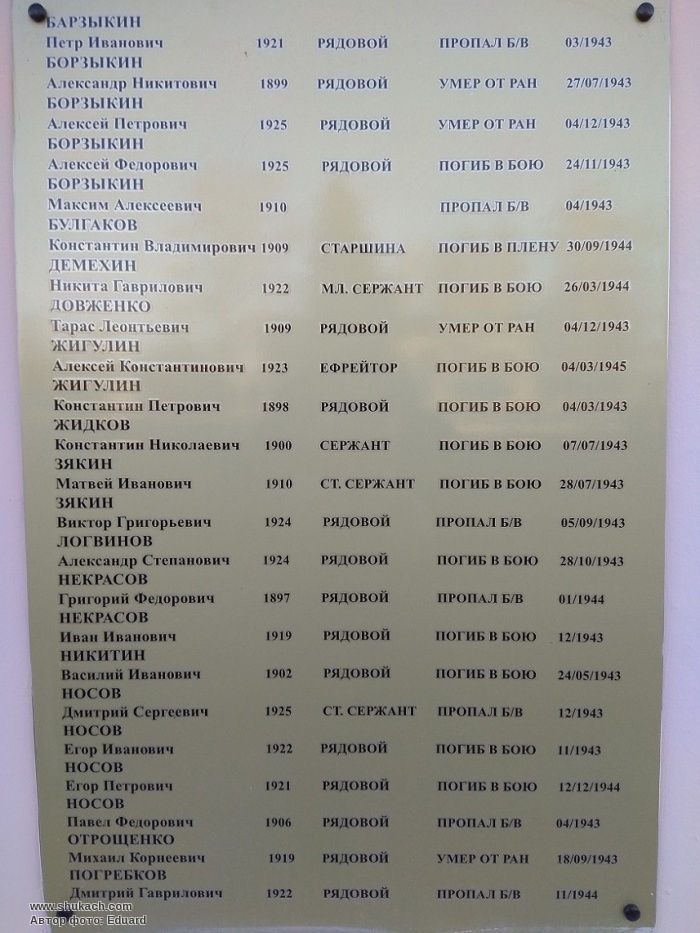 БАРЗЫКИН
Петр Иванович 1921 РЯДОВОЙ ПРОПАЛ Б/В 03/1943
БОРЗЫКИН
Александр Никитович 1899 РЯДОВОЙ УМЕР ОТ РАН 27/07/1943
БОРЗЫКИН
Алексей Петрович 1925 РЯДОВОЙ УМЕР ОТ РАН 04/12/1943
БОРЗЫКИН
Алексей Федорович 1925 РЯДОВОЙ ПОГИБ В БОЮ 24/11/1943
БОРЗЫКИН
Максим Алексеевич 1910 ПРОПАЛ Б/В 04/1943
БУЛГАКОВ
Константин Владимирович 1909 СТАРШИНА ПОГИБ В ПЛЕНУ 30/09/1944
ДЕМЕХИН
Никита Гаврилович 1922 МЛ. СЕРЖАНТ ПОГИБ В БОЮ 26/03/1944
ДОВЖЕНКО
Тарас Леонтьевич 1909 РЯДОВОЙ УМЕР ОТ РАН 04/12/1943
ЖИГУЛИН
Алексей Константинович 1923 ЕФРЕЙТОР ПОГИБ В БОЮ 04/03/1945
ЖИГУЛИН
Константин Петрович 1898 РЯДОВОЙ ПОГИБ В БОЮ 04/03/1943
ЖИДКОВ
Константин Николаевич 1900 СЕРЖАНТ ПОГИБ В БОЮ 07/07/1943
ЗЯКИН
Матвей Иванович 1910 СТ. СЕРЖАНТ ПОГИБ В БОЮ 28/07/1943
ЗЯКИН
Виктор Григорьевич 1924 РЯДОВОЙ ПРОПАЛ Б/В 05/09/1943
ЛОГВИНОВ
Александр Степанович 1924 РЯДОВОЙ ПОГИБ В БОЮ 28/10/1943
НЕКРАСОВ
Григорий Федорович 1897 РЯДОВОЙ ПРОПАЛ Б/В 01/1944
НЕКРАСОВ
Иван Иванович 1919 РЯДОВОЙ ПОГИБ В БОЮ 12/1943
НИКИТИН
Василий Иванович 1902 РЯДОВОЙ ПОГИБ В БОЮ 24/05/1943
НОСОВ
Дмитрий Сергеевич 1925 СТ. СЕРЖАНТ ПРОПАЛ Б/В 12/1943
НОСОВ
Егор Иванович 1922 РЯДОВОЙ ПОГИБ В БОЮ 11/1943
НОСОВ
Егор Петрович 1921 РЯДОВОЙ ПОГИБ В БОЮ 12/12/1944
НОСОВ
Павел Федорович 1906 РЯДОВОЙ ПРОПАЛ Б/В 04/1943
ОТРОЩЕНКО
Михаил Корнеевич 1919 РЯДОВОЙ УМЕР ОТ РАН 18/09/1943
ПОГРЕБКОВ
Дмитрий Гаврилович 1922 РЯДОВОЙ ПРОПАЛ Б/В 11/1944
www.shukach.com
Автор фото: Eduard